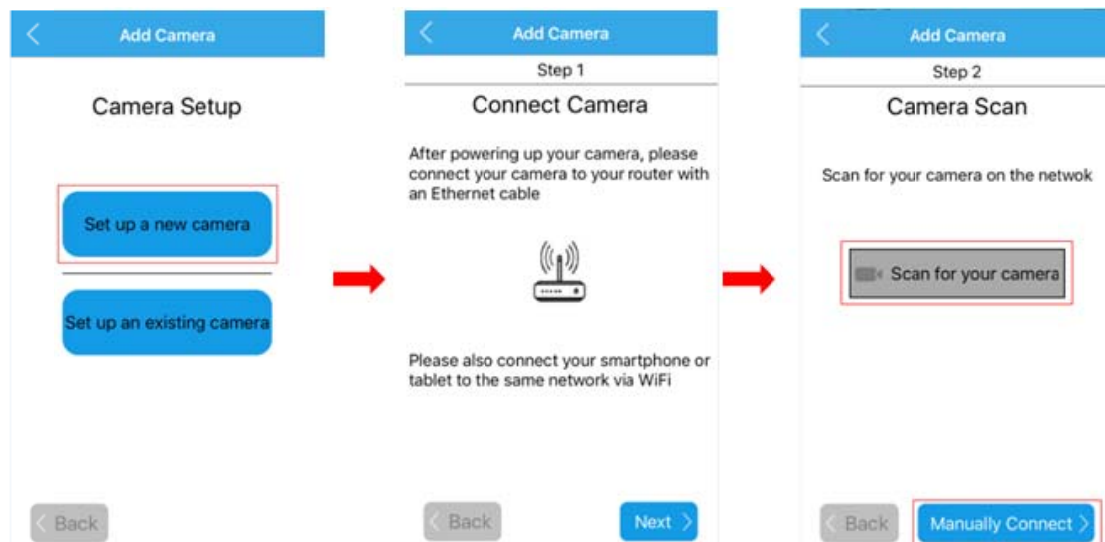 Add Camera
Camera Setup
Set up a new camera
Set up an existing camera
Back
Add Camera
Step 1
Connect Camera
After powering up your camera, please
connect your camera to your router with
an Ethernet cable
Please also connect your smartphone or
tablet to the same network via WiFi
Back
Next
Add Camera
Step 2
Camera Scan
Scan for your camera on the netwok
Scan for your camera
Back
Manually Connect